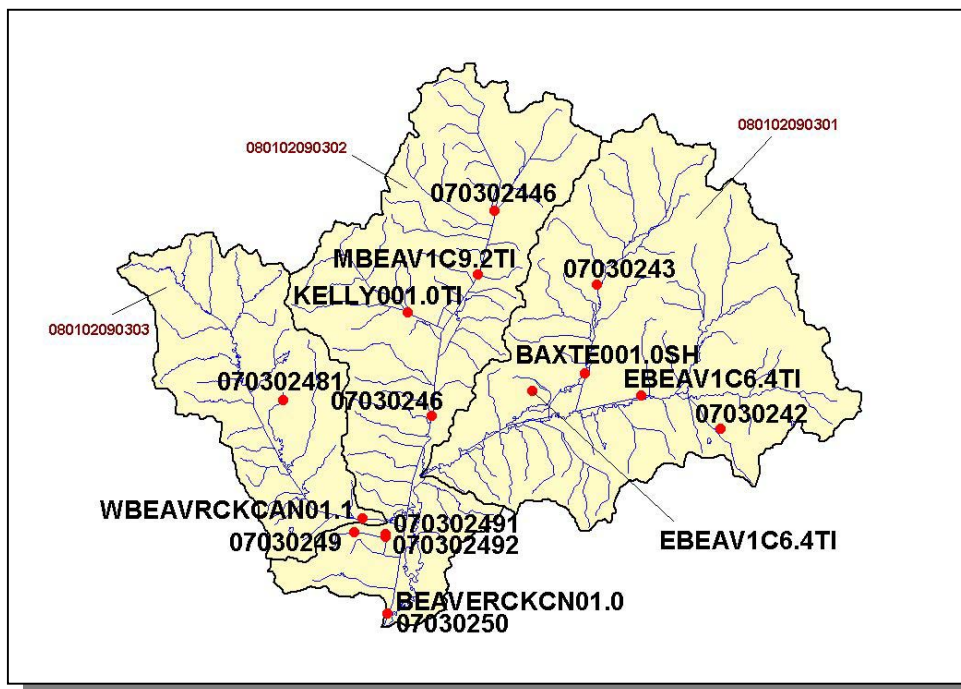 080102090301
080102090302
070302446
MBEAV1C9.2TI
07030243
KELLY001.0TI
080102090303
BAXTE001.0SH
EBEAV1C6.4TI
070302481
07030246
07030242
WBEAVRCKCAN01.1
070302491
07030249
070302492
EBEAV1C6.4TI
BEAVERCKCN01.0
07030250